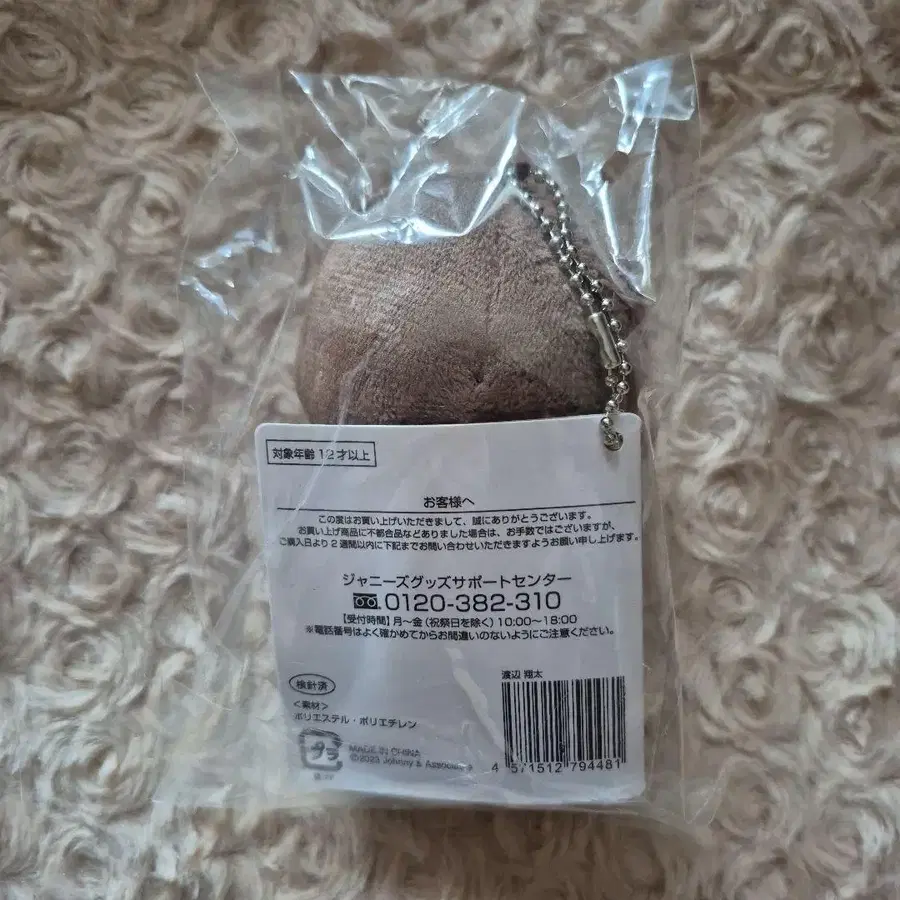 対象年齢12才以上
お客様へ
この度はお買い上げいただきまして、誠にありがとうございます。
お買い上げ商品に不都合品などありました場合は、お手数ではございますが、
ご購入日より2週間以内に下記までお問い合わせいただきますようお願い申し上げます。
ジャニーズグッズサポートセンター
0120-382-310
【受付時間】月～金(祝祭日を除く)10:00～18:00
※電話番号はよく確かめてからお間違いのないようにご注意ください。
検針済
<素材>
ポリエステル・ポリエチレン
プラ
MADE IN CHINA
©2023 Johnny & Associates
渡辺 翔太
4 571512 794481